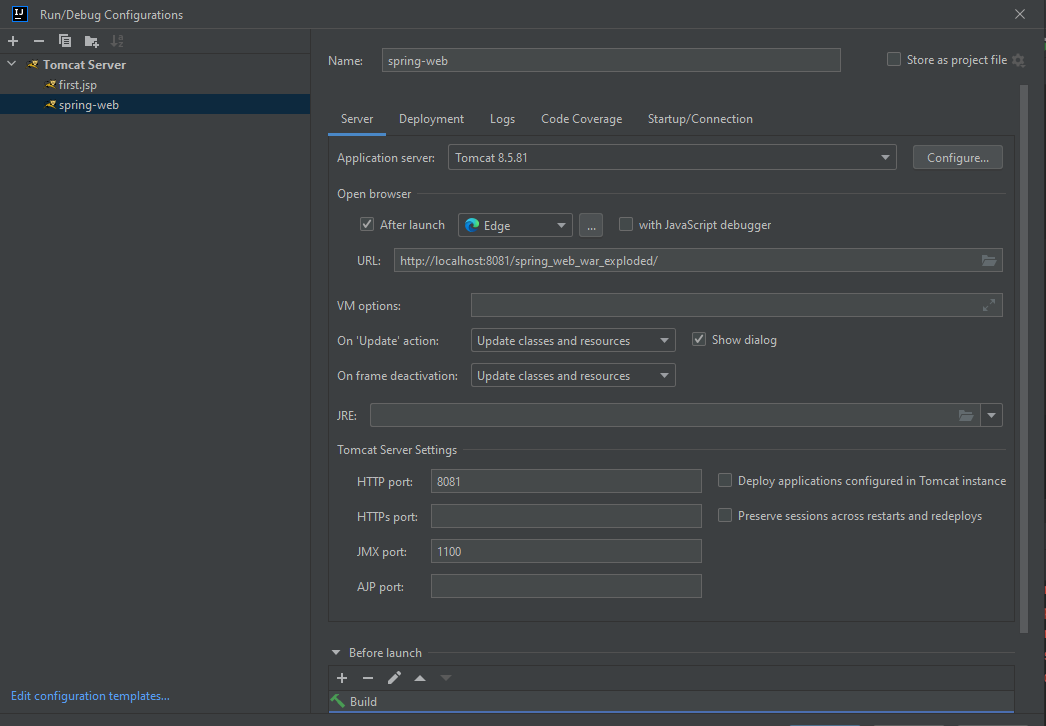 IJ Run/Debug Configurations
Tomcat Server
first.jsp
spring-web
Edit configuration templates...
Name: spring-web Store as project file
Server Deployment Logs Code Coverage Startup/Connection
Application server: Tomcat 8.5.81 Configure...
Open browser
After launch Edge ... with JavaScript debugger
URL: http://localhost:8081/spring_web_war_exploded/
VM options:
On 'Update' action: Update classes and resources Show dialog
On frame deactivation: Update classes and resources
JRE:
Tomcat Server Settings
HTTP port: 8081 Deploy applications configured in Tomcat instance
HTTPs port: Preserve sessions across restarts and redeploys
JMX port: 1100
AJP port:
Before launch
Build